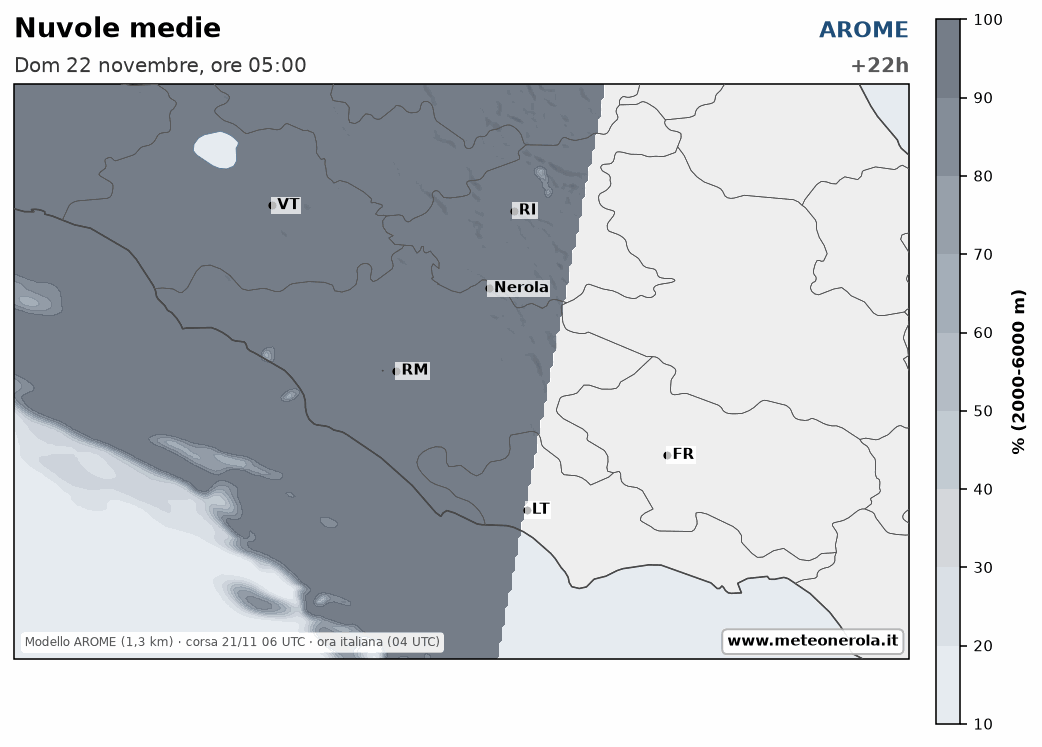 Nuvole medie
AROME
Dom 22 novembre, ore 05:00
+22h
VT
RI
Nerola
RM
FR
LT
Modello AROME (1,3 km) · corsa 21/11 06 UTC · ora italiana (04 UTC)
www.meteonerola.it
100
90
80
70
60
50
40
30
20
10
% (2000-6000 m)